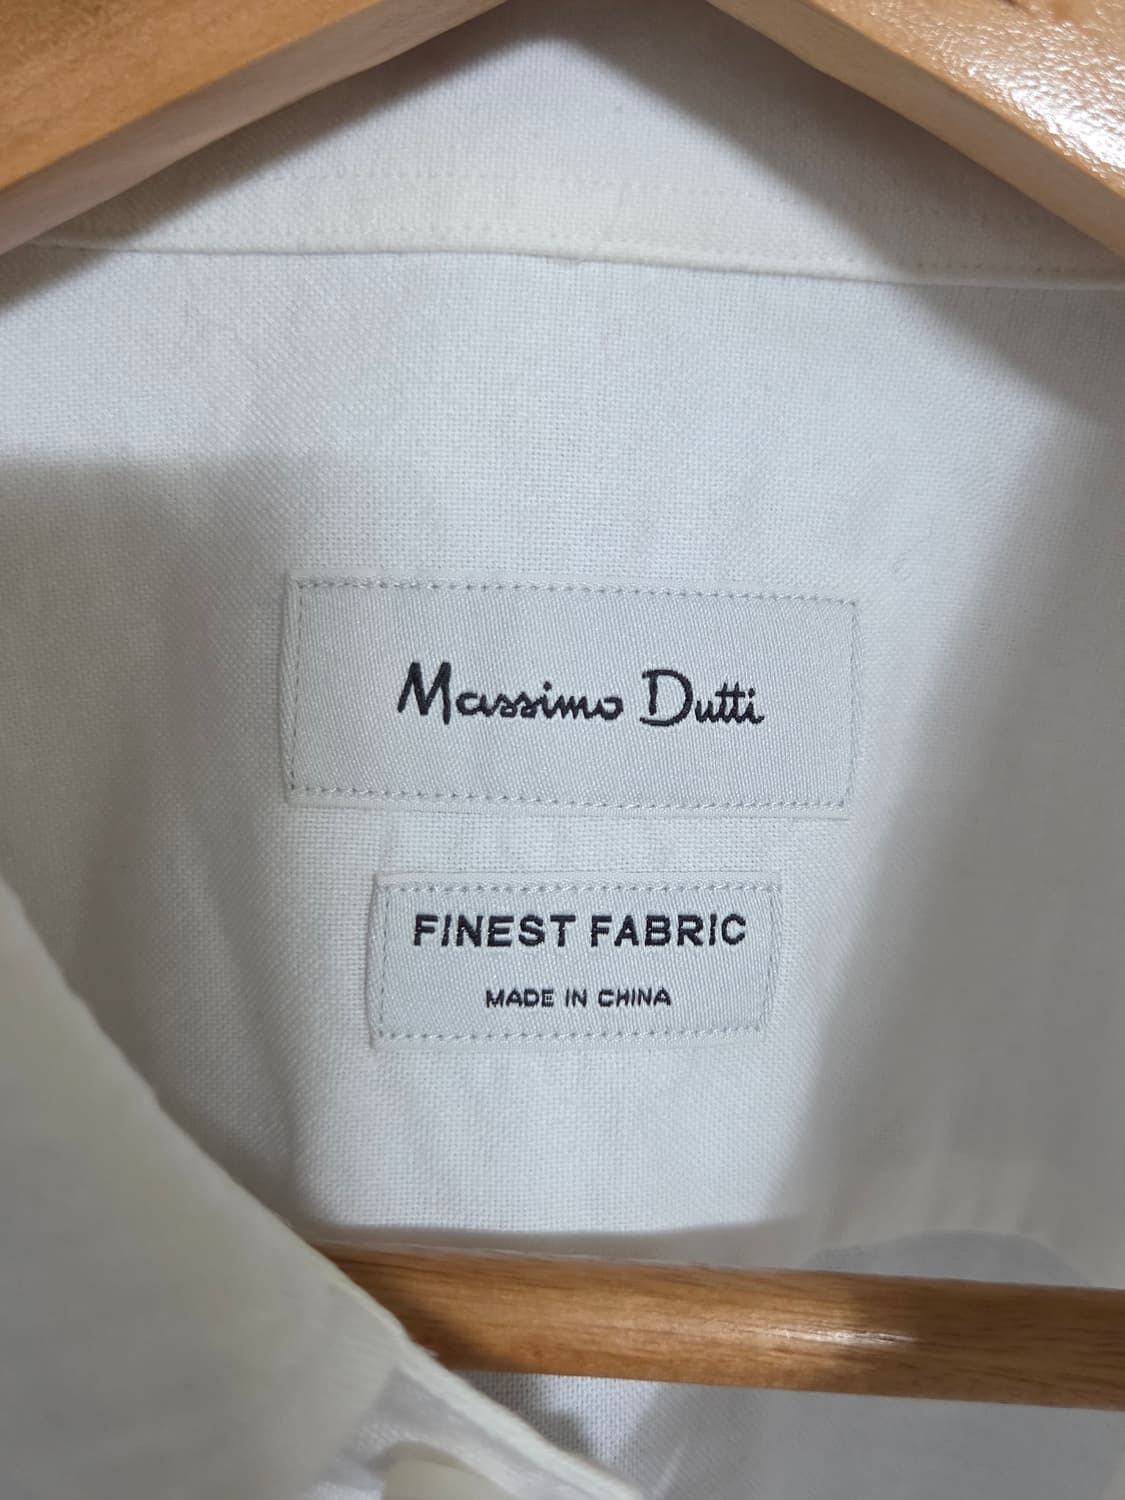 Massimo Dutti
FINEST FABRIC
MADE IN CHINA